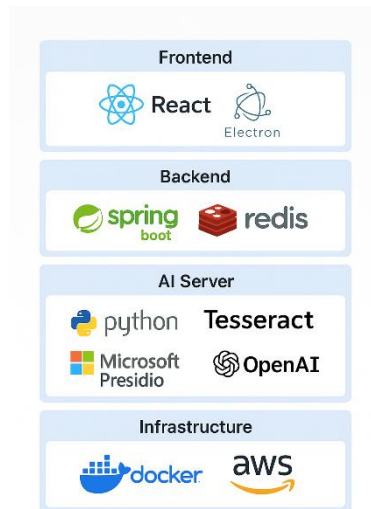 Frontend
React
Electron
Backend
spring
boot
redis
AI Server
python
Tesseract
Microsoft
Presidio
OpenAI
Infrastructure
docker
aws